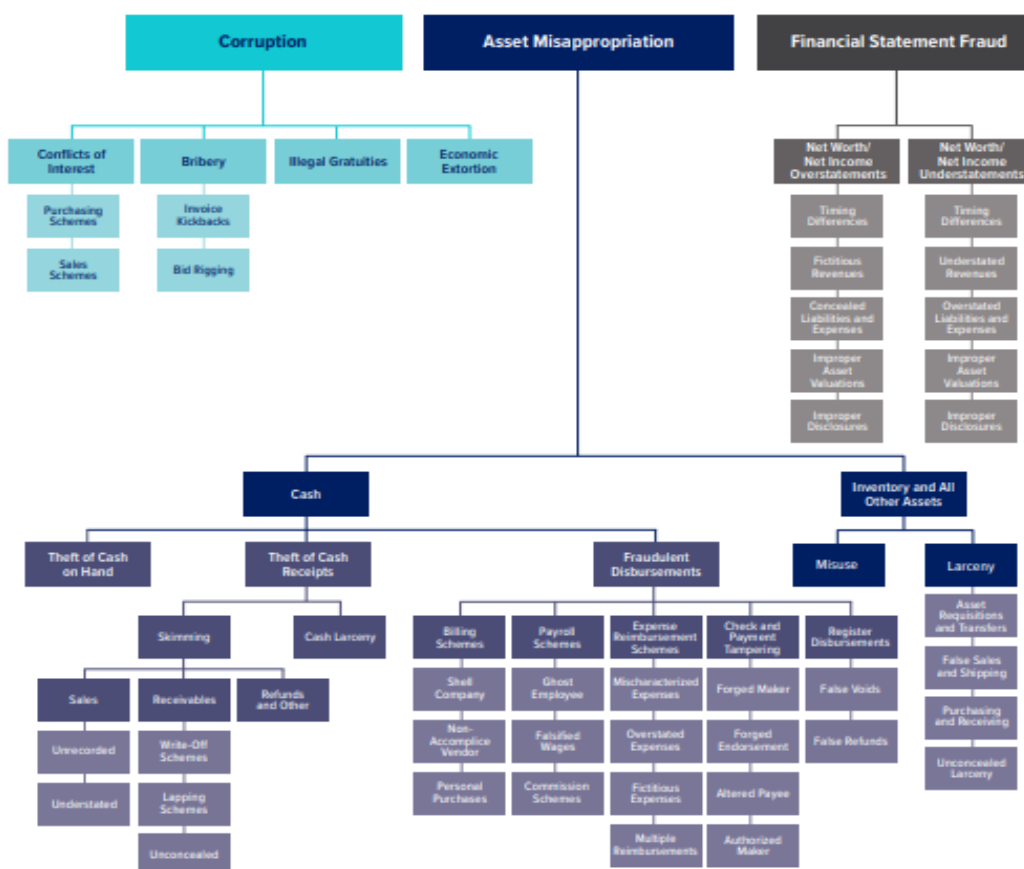 Corruption
Asset Misappropriation
Financial Statement Fraud
Conflicts of
Interest
Bribery
Illegal Gratuities
Economic
Extortion
Purchasing
Schemes
Sales
Schemes
Invoice
Kickbacks
Bid Rigging
Net Worth/
Net Income
Overstatements
Net Worth/
Net Income
Understatements
Timing
Differences
Fictitious
Revenues
Concealed
Liabilities and
Expenses
Improper
Asset
Valuations
Improper
Disclosures
Timing
Differences
Understated
Revenues
Overstated
Liabilities and
Expenses
Improper
Asset
Valuations
Improper
Disclosures
Cash
Inventory and All
Other Assets
Theft of Cash
on Hand
Theft of Cash
Receipts
Fraudulent
Disbursements
Misuse
Larceny
Skimming
Cash Larceny
Sales
Receivables
Refunds
and Other
Unrecorded
Understated
Write-Off
Schemes
Lapping
Schemes
Unconcealed
Billing
Schemes
Shell
Company
Non-
Accomplice
Vendor
Personal
Purchases
Payroll
Schemes
Ghost
Employee
Falsified
Wages
Commission
Schemes
Expense
Reimbursement
Schemes
Mischaracterized
Expenses
Overstated
Expenses
Fictitious
Expenses
Multiple
Reimbursements
Check and
Payment
Tampering
Forged Maker
Forged
Endorsement
Altered Payee
Authorized
Maker
Register
Disbursements
False Voids
False Refunds
Asset
Requisitions
and Transfers
False Sales
and Shipping
Purchasing
and Receiving
Unconcealed
Larceny